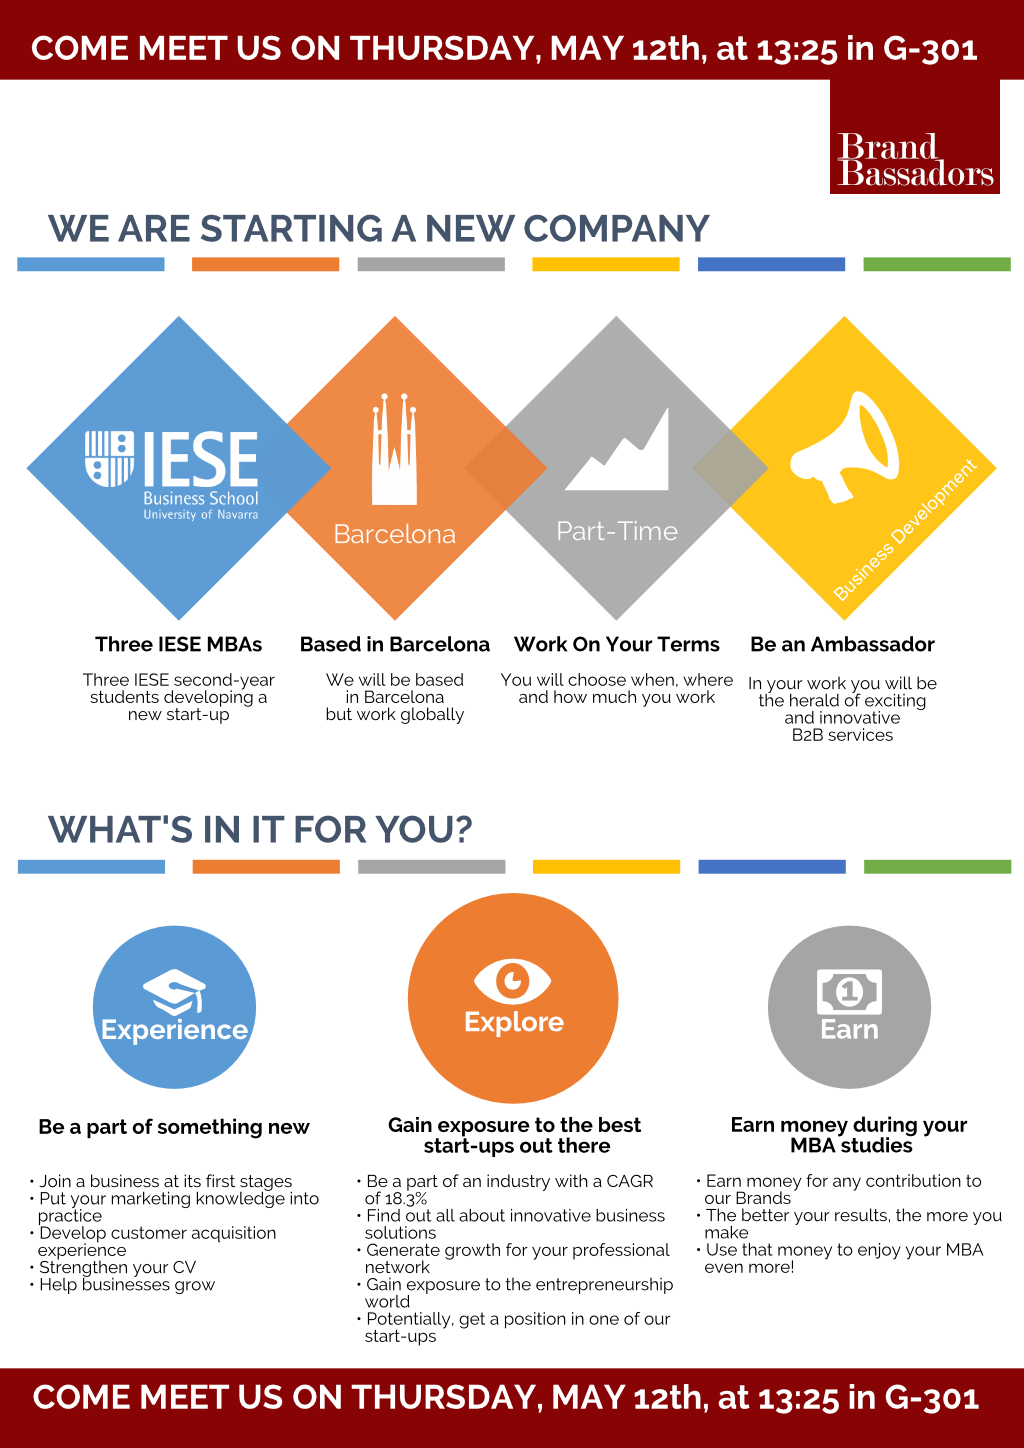 COME MEET US ON THURSDAY, MAY 12th, at 13:25 in G-301
Brand
Bassadors
WE ARE STARTING A NEW COMPANY
IESE
Business School
University of Navarra
Barcelona
Part-Time
Business Development
Three IESE MBAs
Three IESE second-year
students developing a
new start-up
Based in Barcelona
We will be based
in Barcelona
but work globally
Work On Your Terms
You will choose when, where
and how much you work
Be an Ambassador
In your work you will be
the herald of exciting
and innovative
B2B services
WHAT'S IN IT FOR YOU?
Experience
Explore
1
Earn
Be a part of something new
• Join a business at its first stages
• Put your marketing knowledge into
practice
• Develop customer acquisition
experience
• Strengthen your CV
• Help businesses grow
Gain exposure to the best
start-ups out there
• Be a part of an industry with a CAGR
of 18.3%
• Find out all about innovative business
solutions
• Generate growth for your professional
network
• Gain exposure to the entrepreneurship
world
• Potentially, get a position in one of our
start-ups
Earn money during your
MBA studies
• Earn money for any contribution to
our Brands
• The better your results, the more you
make
• Use that money to enjoy your MBA
even more!
COME MEET US ON THURSDAY, MAY 12th, at 13:25 in G-301